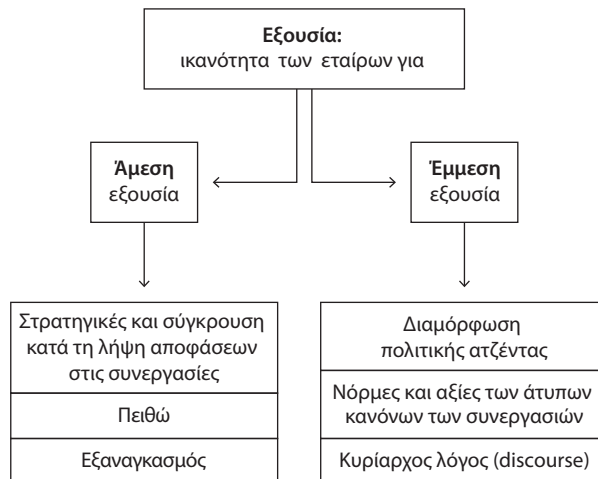 Εξουσία:
ικανότητα των εταίρων για
Άμεση
εξουσία
Έμμεση
εξουσία
Στρατηγικές και σύγκρουση
κατά τη λήψη αποφάσεων
στις συνεργασίες
Πειθώ
Εξαναγκασμός
Διαμόρφωση
πολιτικής ατζέντας
Νόρμες και αξίες των άτυπων
κανόνων των συνεργασιών
Κυρίαρχος λόγος (discourse)